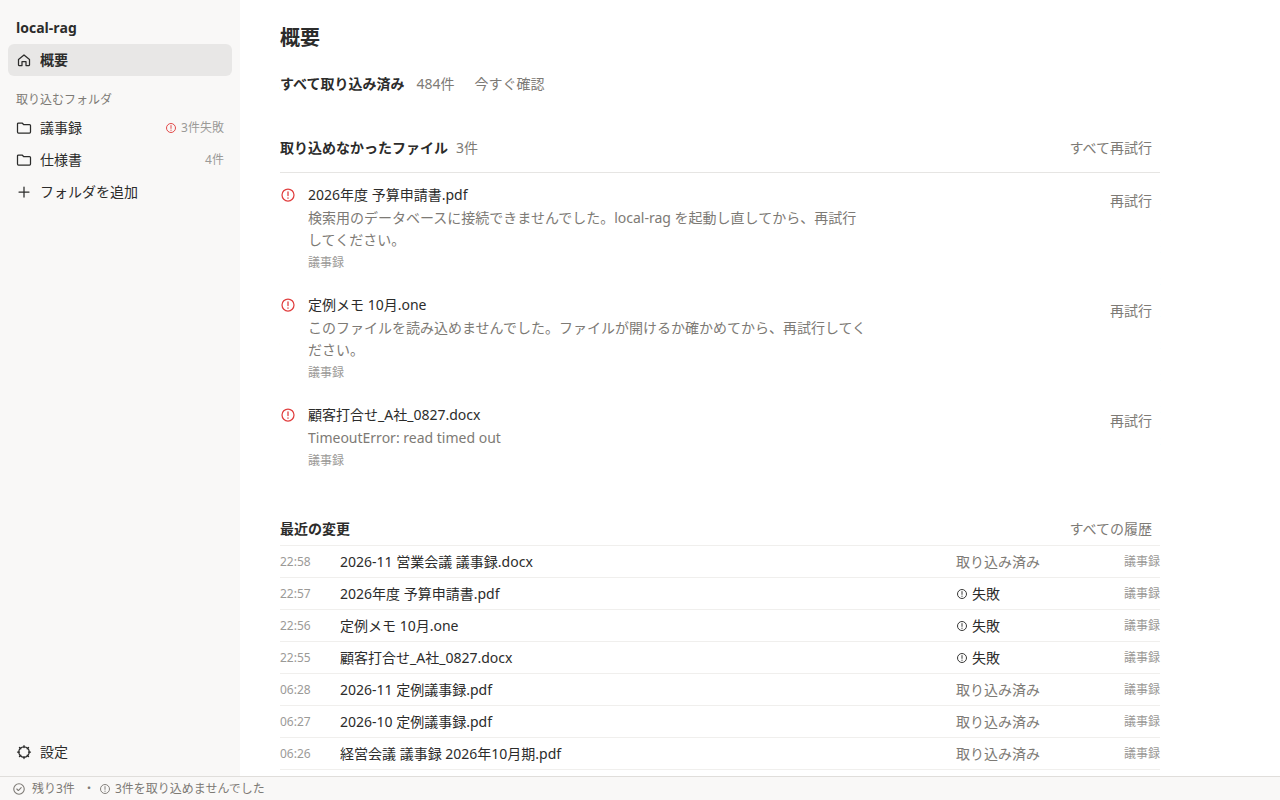 local-rag
概要
取り込むフォルダ
議事録 3件失敗
仕様書 4件
フォルダを追加
設定
概要
すべて取り込み済み 484件 今すぐ確認
取り込めなかったファイル 3件 すべて再試行
2026年度 予算申請書.pdf 再試行
検索用のデータベースに接続できませんでした。local-rag を起動し直してから、再試行
してください。
議事録
定例メモ 10月.one 再試行
このファイルを読み込めませんでした。ファイルが開けるか確かめてから、再試行してく
ださい。
議事録
顧客打合せ_A社_0827.docx 再試行
TimeoutError: read timed out
議事録
最近の変更 すべての履歴
22:58 2026-11 営業会議 議事録.docx 取り込み済み 議事録
22:57 2026年度 予算申請書.pdf 失敗 議事録
22:56 定例メモ 10月.one 失敗 議事録
22:55 顧客打合せ_A社_0827.docx 失敗 議事録
06:28 2026-11 定例議事録.pdf 取り込み済み 議事録
06:27 2026-10 定例議事録.pdf 取り込み済み 議事録
06:26 経営会議 議事録 2026年10月期.pdf 取り込み済み 議事録
残り3件 ・ 3件を取り込めませんでした